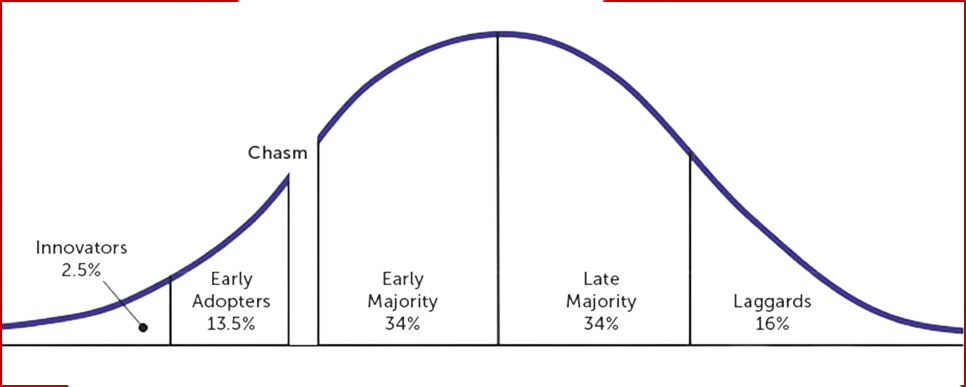 Chasm
Innovators
2.5%
Early
Adopters
13.5%
Early
Majority
34%
Late
Majority
34%
Laggards
16%